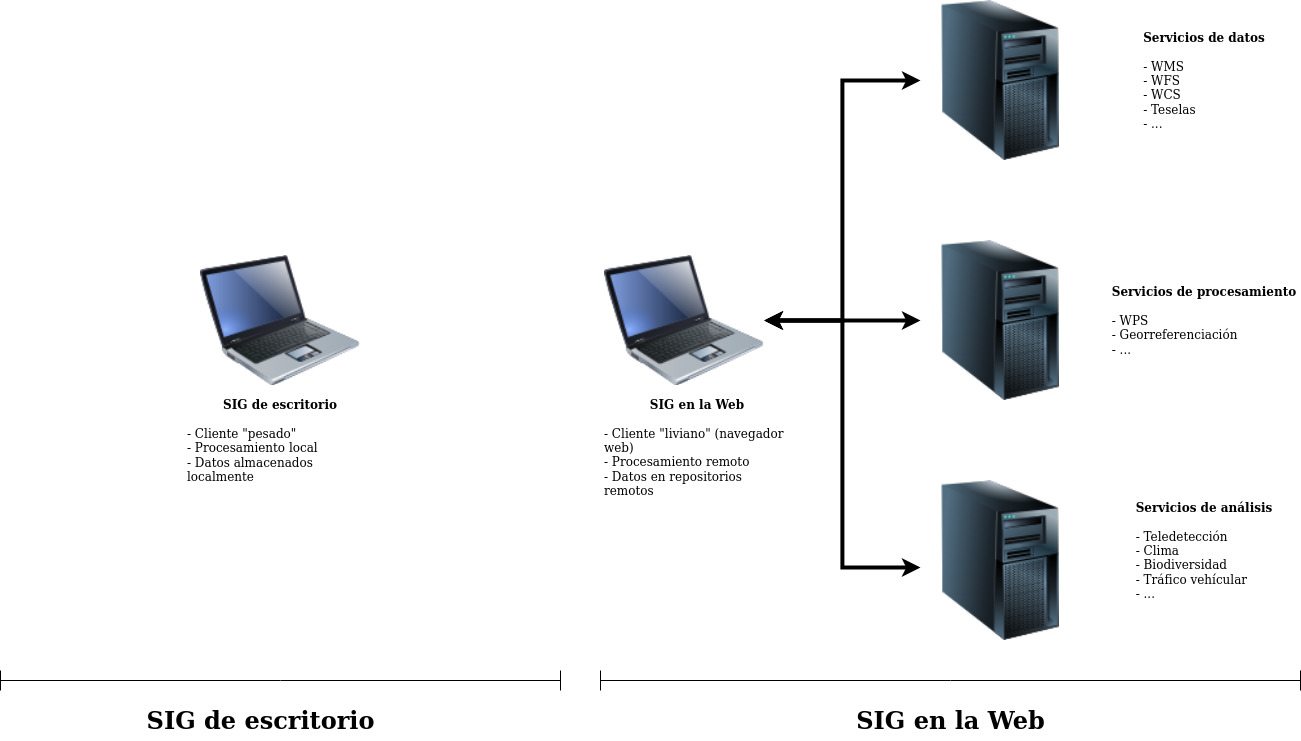 Servicios de datos
- WMS
- WFS
- WCS
- Teselas
- ...
Servicios de procesamiento
- WPS
- Georreferenciación
- ...
SIG de escritorio
- Cliente "pesado"
- Procesamiento local
- Datos almacenados
localmente
SIG en la Web
- Cliente "liviano" (navegador
web)
- Procesamiento remoto
- Datos en repositorios
remotos
Servicios de análisis
- Teledetección
- Clima
- Biodiversidad
- Tráfico vehícular
- ...
SIG de escritorio
SIG en la Web